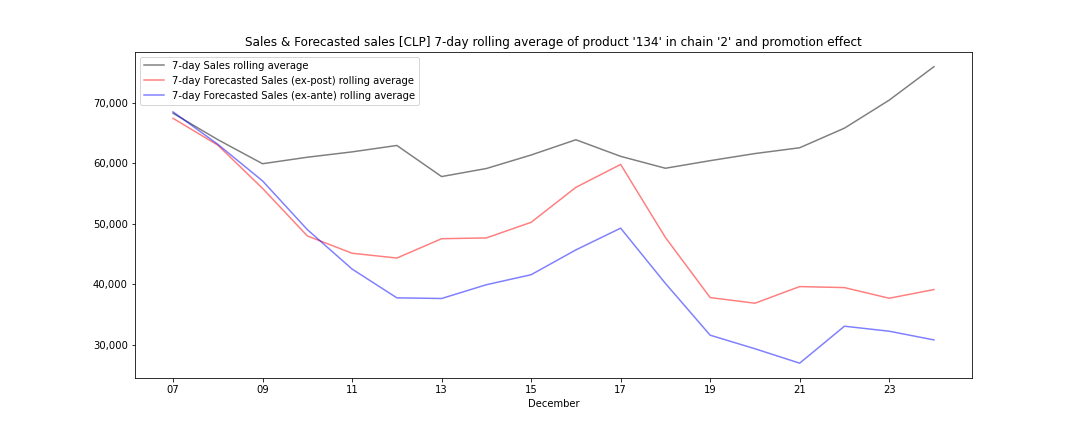 Sales & Forecasted sales [CLP] 7-day rolling average of product '134' in chain '2' and promotion effect
7-day Sales rolling average
7-day Forecasted Sales (ex-post) rolling average
7-day Forecasted Sales (ex-ante) rolling average
70,000
60,000
50,000
40,000
30,000
07 09 11 13 15 17 19 21 23
December